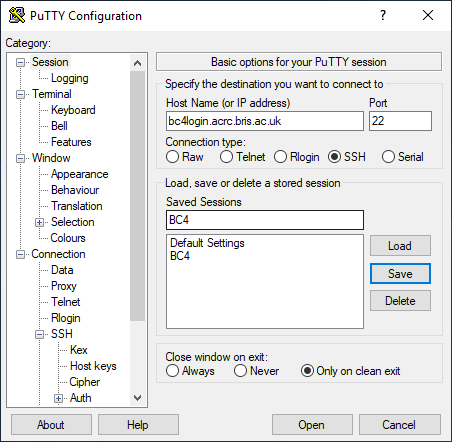 PuTTY Configuration
?
Category:
Session
Logging
Terminal
Keyboard
Bell
Features
Window
Appearance
Behaviour
Translation
Selection
Colours
Connection
Data
Proxy
Telnet
Rlogin
SSH
Kex
Host keys
Cipher
Auth
Basic options for your PuTTY session
Specify the destination you want to connect to
Host Name (or IP address) Port
bc4login.acrc.bris.ac.uk 22
Connection type:
Raw Telnet Rlogin SSH Serial
Load, save or delete a stored session
Saved Sessions
BC4
Default Settings
BC4
Load
Save
Delete
Close window on exit:
Always Never Only on clean exit
About Help Open Cancel